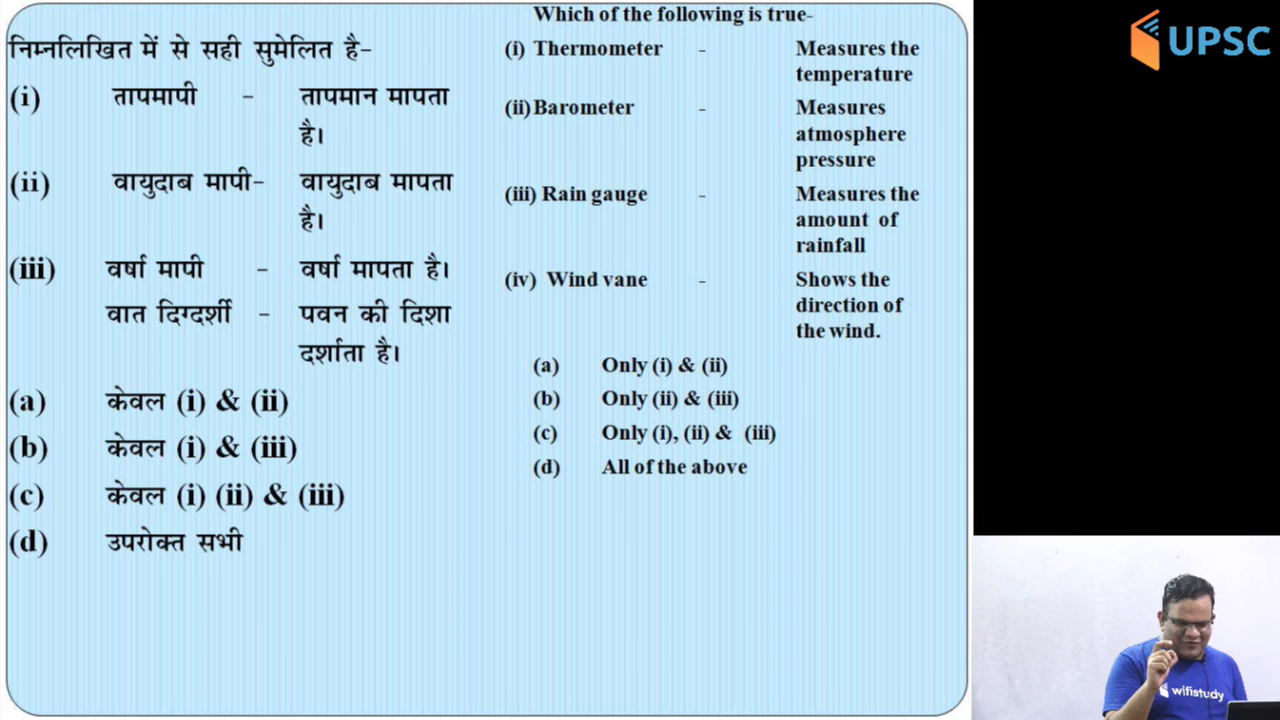 निम्नलिखित में से सही सुमेलित है-
(i) तापमापी - तापमान मापता
है।
(ii) वायुदाब मापी- वायुदाब मापता
है।
(iii) वर्षा मापी - वर्षा मापता है।
वात दिग्दर्शी - पवन की दिशा
दर्शाता है।
(a) केवल (i) & (ii)
(b) केवल (i) & (iii)
(c) केवल (i) (ii) & (iii)
(d) उपरोक्त सभी
Which of the following is true-
(i) Thermometer - Measures the
temperature
(ii) Barometer - Measures
atmosphere
pressure
(iii) Rain gauge - Measures the
amount of
rainfall
(iv) Wind vane - Shows the
direction of
the wind.
(a) Only (i) & (ii)
(b) Only (ii) & (iii)
(c) Only (i), (ii) & (iii)
(d) All of the above
UPSC
wifistudy